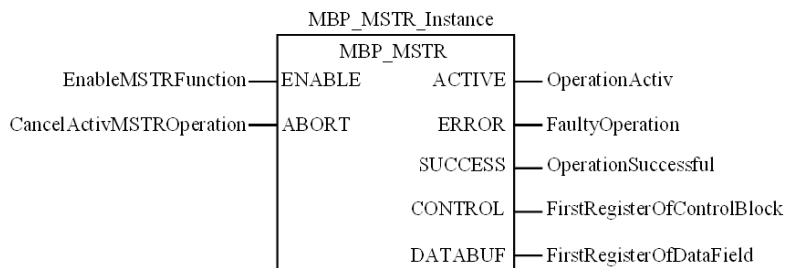 MBP_MSTR_Instance
MBP_MSTR
EnableMSTRFunction ENABLE ACTIVE OperationActiv
CancelActivMSTROperation ABORT ERROR FaultyOperation
SUCCESS OperationSuccessful
CONTROL FirstRegisterOfControlBlock
DATABUF FirstRegisterOfDataField